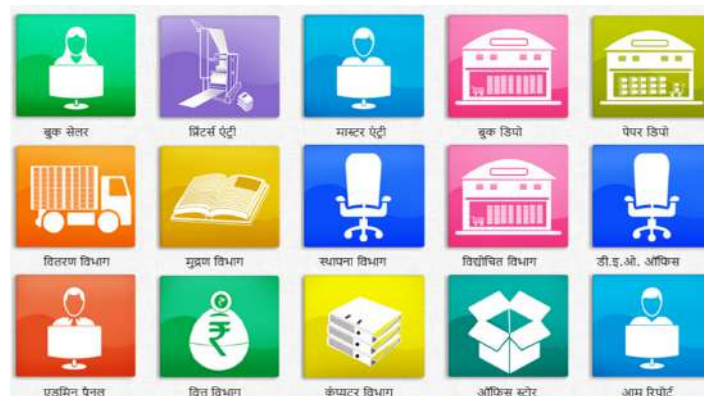 बुक सेलर
प्रिंटर्स ऐंट्री
मास्टर ऐंट्री
बुक डिपो
पेपर डिपो
वितरण विभाग
मुद्रण विभाग
स्थापना विभाग
विद्योचित विभाग
डी.इ.ओ. ऑफिस
एडमिन पैनल
वित्त विभाग
कंप्यूटर विभाग
ऑफिस स्टोर
आम रिपोर्ट